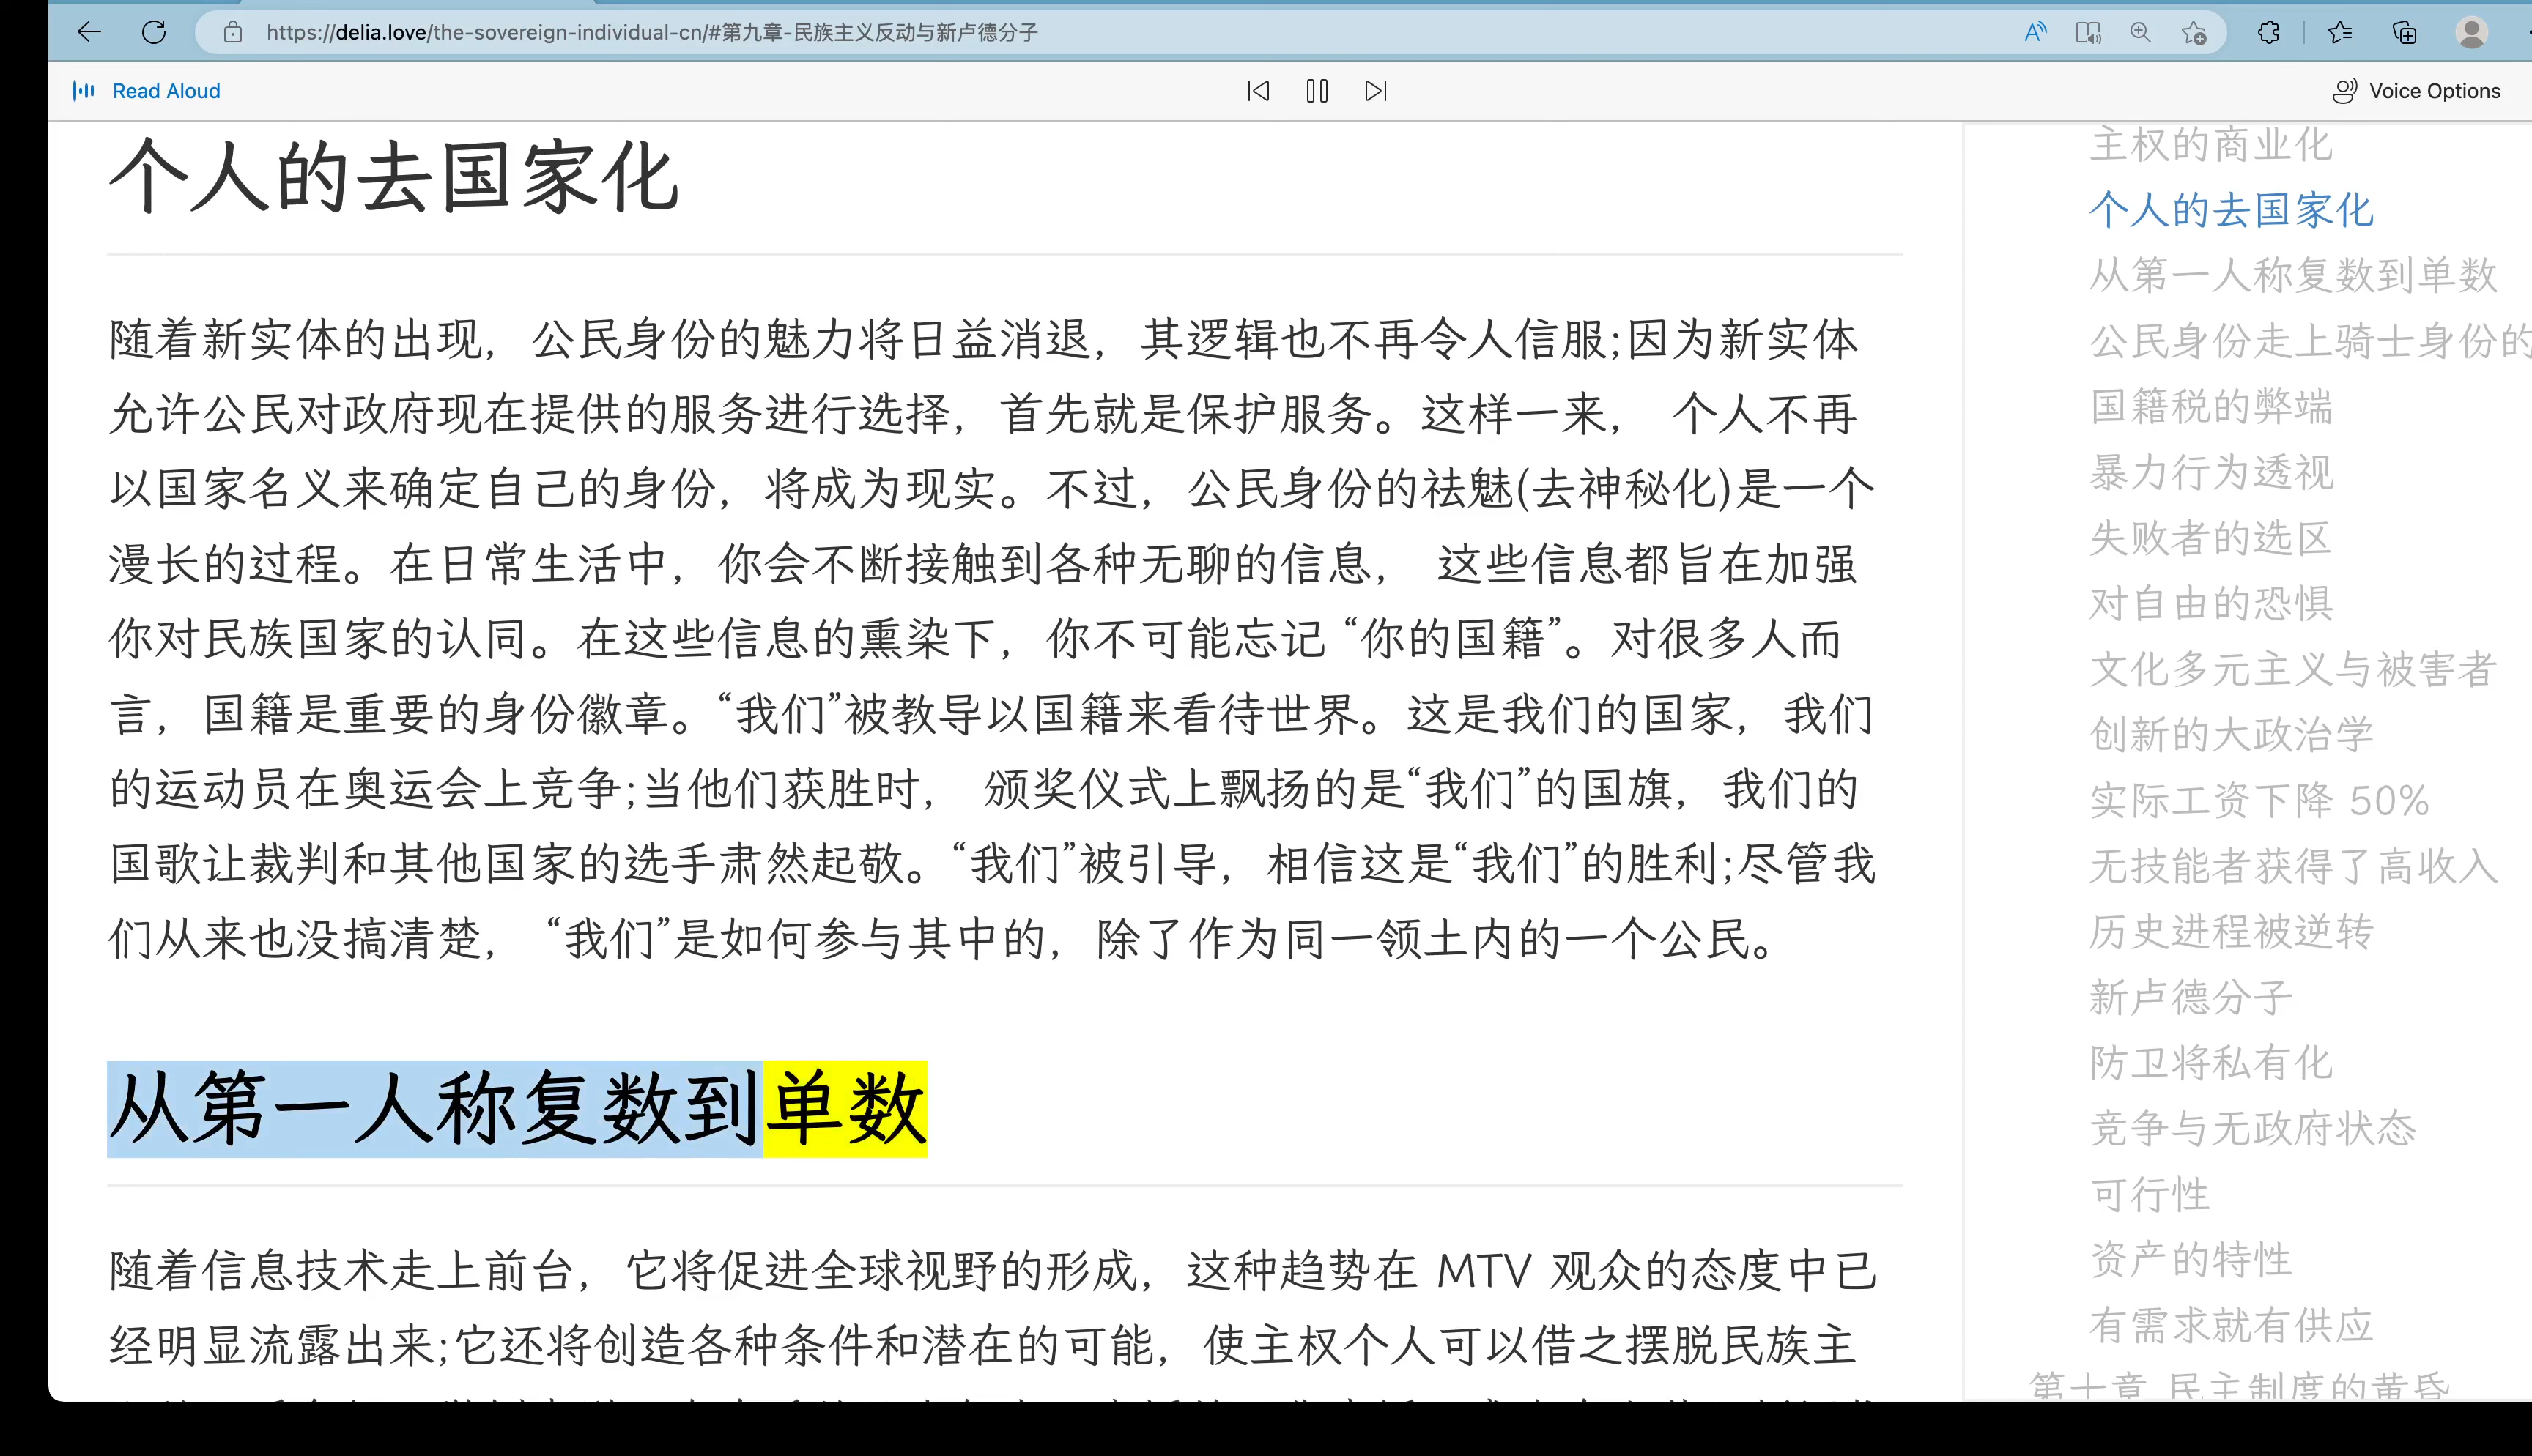 https://delia.love/the-sovereign-individual-cn/#第九章-民族主义反动与新卢德分子
Read Aloud
Voice Options
个人的去国家化
随着新实体的出现，公民身份的魅力将日益消退，其逻辑也不再令人信服;因为新实体
允许公民对政府现在提供的服务进行选择，首先就是保护服务。这样一来， 个人不再
以国家名义来确定自己的身份，将成为现实。不过，公民身份的祛魅(去神秘化)是一个
漫长的过程。在日常生活中，你会不断接触到各种无聊的信息， 这些信息都旨在加强
你对民族国家的认同。在这些信息的熏染下，你不可能忘记 “你的国籍”。对很多人而
言，国籍是重要的身份徽章。“我们”被教导以国籍来看待世界。这是我们的国家，我们
的运动员在奥运会上竞争;当他们获胜时， 颁奖仪式上飘扬的是“我们”的国旗，我们的
国歌让裁判和其他国家的选手肃然起敬。“我们”被引导，相信这是“我们”的胜利;尽管我
们从来也没搞清楚， “我们”是如何参与其中的，除了作为同一领土内的一个公民。
从第一人称复数到单数
随着信息技术走上前台，它将促进全球视野的形成，这种趋势在 MTV 观众的态度中已
经明显流露出来;它还将创造各种条件和潜在的可能，使主权个人可以借之摆脱民族主
主权的商业化
个人的去国家化
从第一人称复数到单数
公民身份走上骑士身份的
国籍税的弊端
暴力行为透视
失败者的选区
对自由的恐惧
文化多元主义与被害者
创新的大政治学
实际工资下降 50%
无技能者获得了高收入
历史进程被逆转
新卢德分子
防卫将私有化
竞争与无政府状态
可行性
资产的特性
有需求就有供应
第十章 民主制度的黄昏